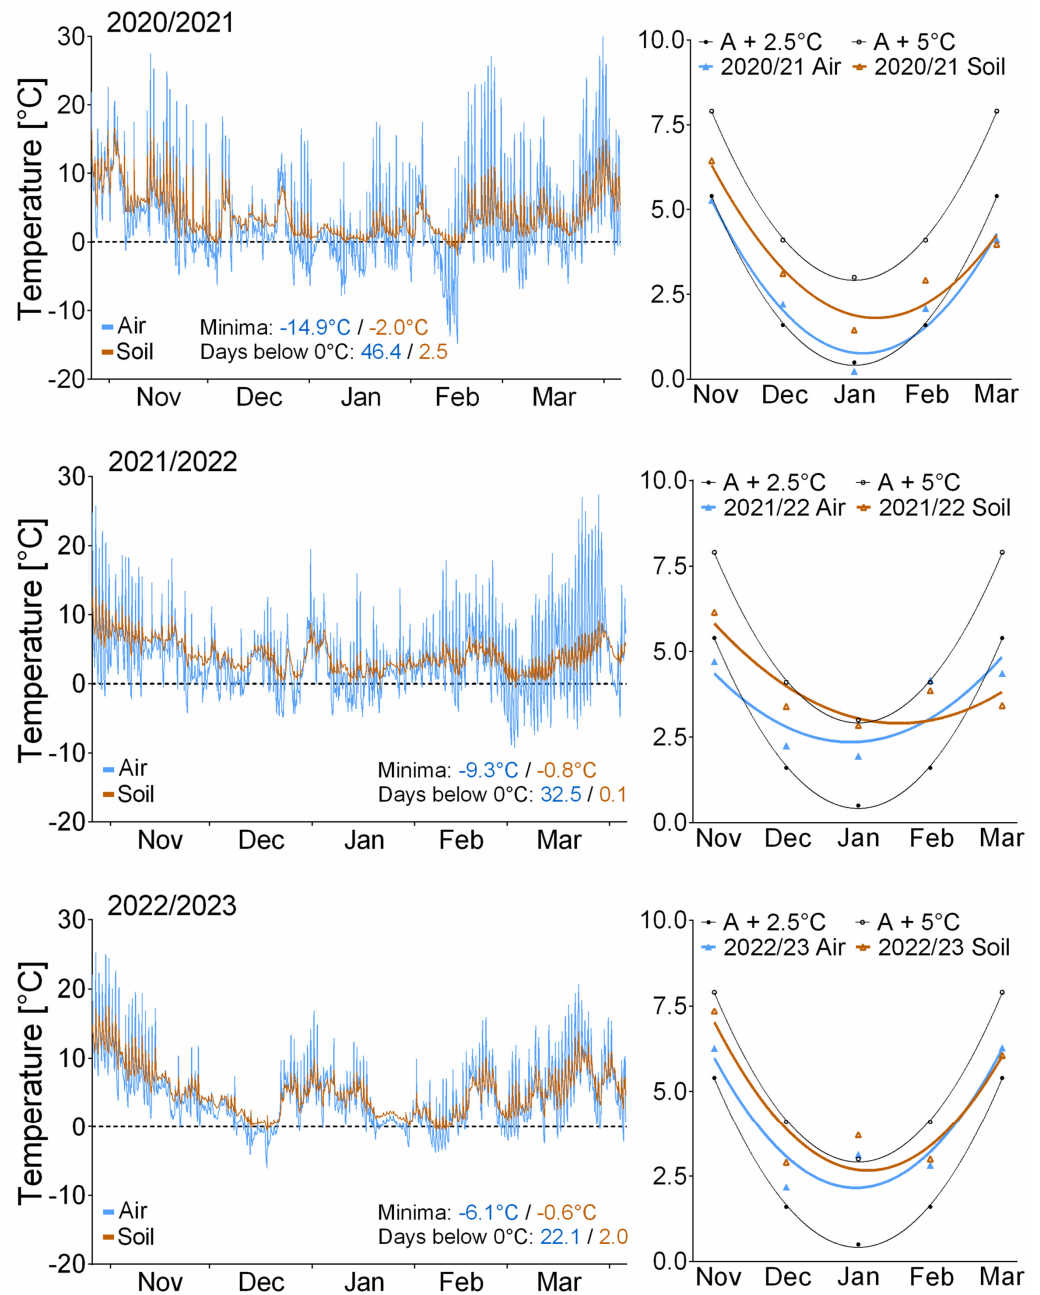 2020/2021
Temperature [°C]
30
20
10
0
-10
-20
Air
Soil
Minima: -14.9°C / -2.0°C
Days below 0°C: 46.4 / 2.5
Nov Dec Jan Feb Mar
A + 2.5°C A + 5°C
2020/21 Air 2020/21 Soil
10.0
7.5
5.0
2.5
0.0
Nov Dec Jan Feb Mar
2021/2022
Temperature [°C]
30
20
10
0
-10
-20
Air
Soil
Minima: -9.3°C / -0.8°C
Days below 0°C: 32.5 / 0.1
Nov Dec Jan Feb Mar
A + 2.5°C A + 5°C
2021/22 Air 2021/22 Soil
10.0
7.5
5.0
2.5
0.0
Nov Dec Jan Feb Mar
2022/2023
Temperature [°C]
30
20
10
0
-10
-20
Air
Soil
Minima: -6.1°C / -0.6°C
Days below 0°C: 22.1 / 2.0
Nov Dec Jan Feb Mar
A + 2.5°C A + 5°C
2022/23 Air 2022/23 Soil
10.0
7.5
5.0
2.5
0.0
Nov Dec Jan Feb Mar